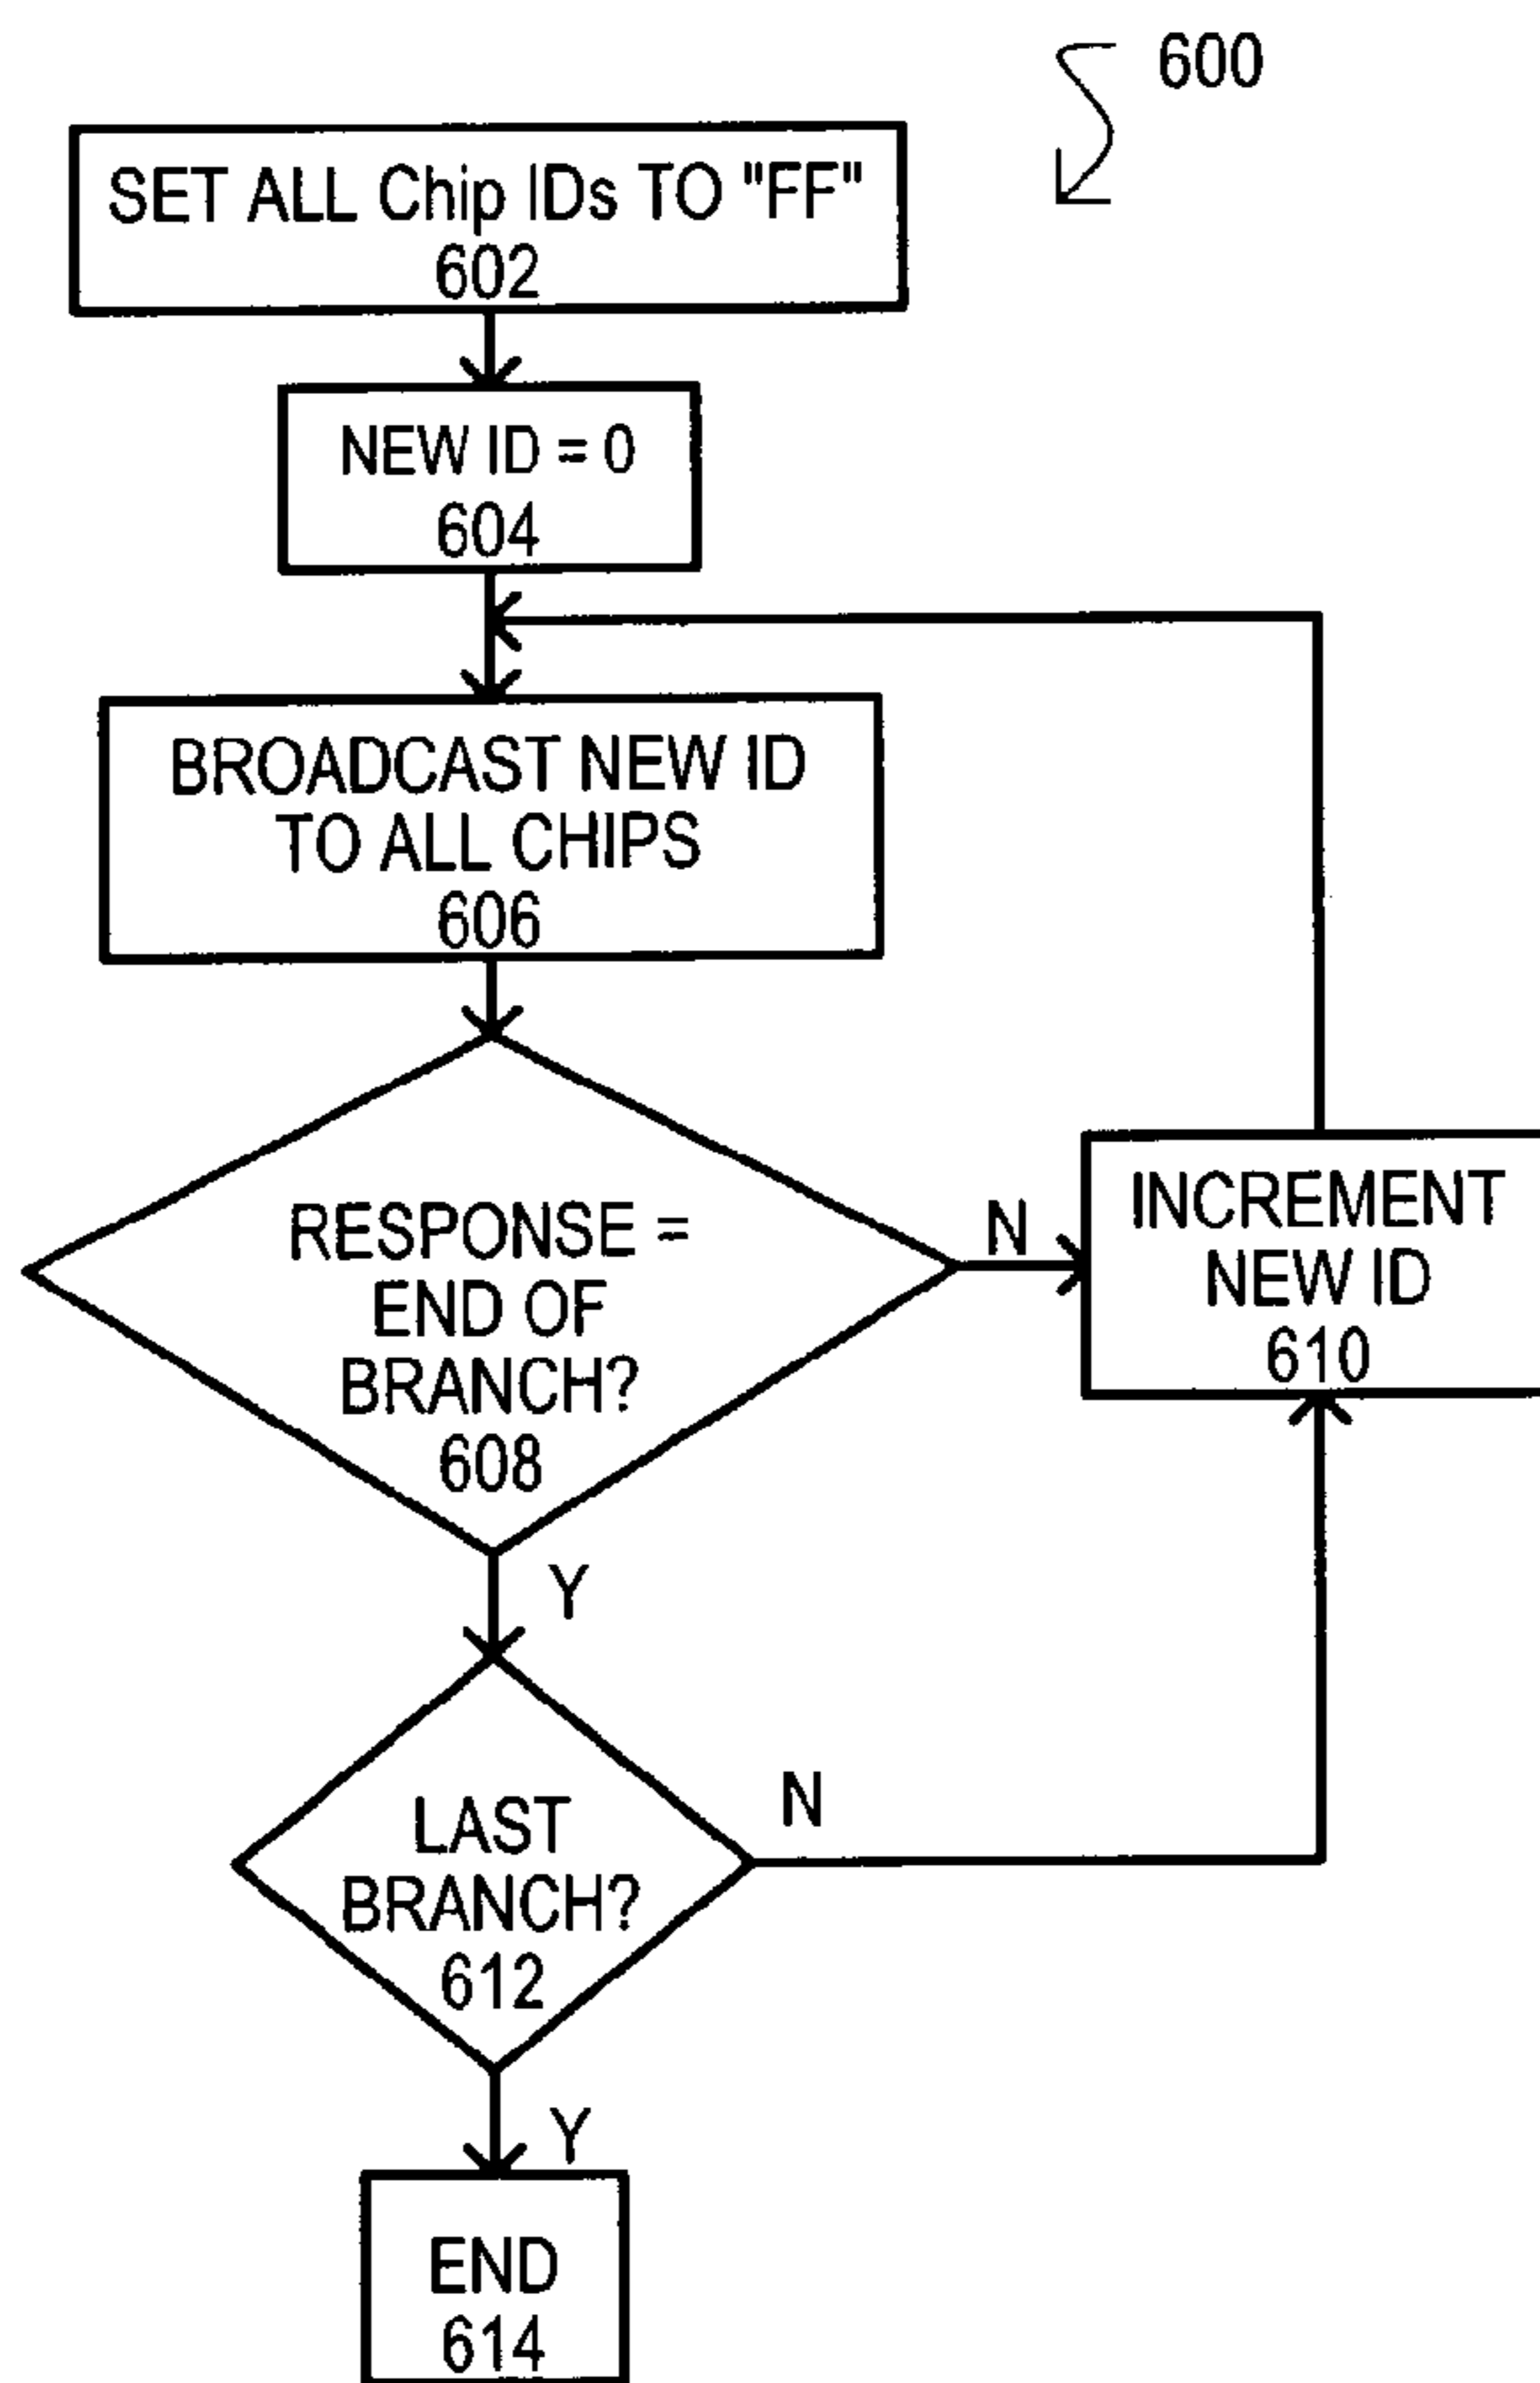 600
SET ALL Chip IDs TO "FF"
602
NEW ID = 0
604
BROADCAST NEW ID
TO ALL CHIPS
606
RESPONSE =
END OF
BRANCH?
608
N
INCREMENT
NEW ID
610
Y
LAST
BRANCH?
612
N
Y
END
614